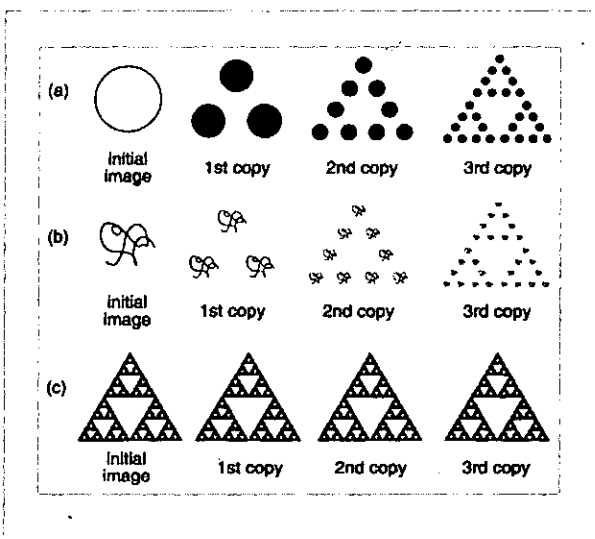 (a)
initial
image
1st copy
2nd copy
3rd copy
(b)
initial
image
1st copy
2nd copy
3rd copy
(c)
initial
image
1st copy
2nd copy
3rd copy